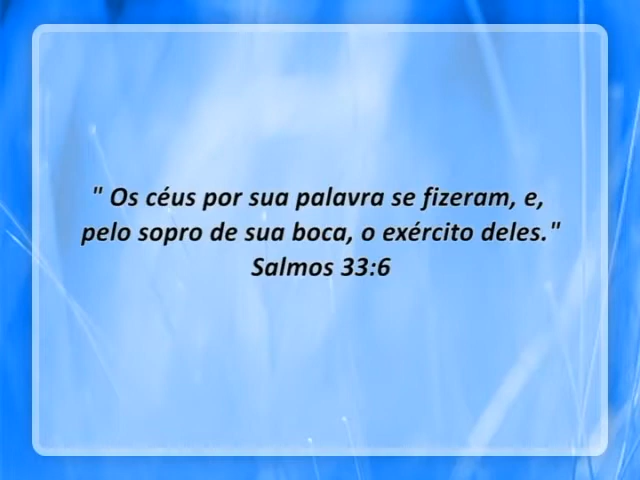 " Os céus por sua palavra se fizeram, e,
pelo sopro de sua boca, o exército deles."
Salmos 33:6